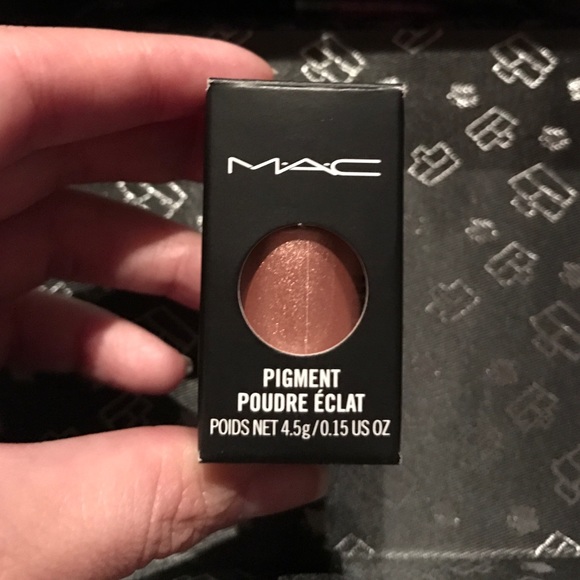 M·A·C
PIGMENT
POUDRE ÉCLAT
POIDS NET 4.5g/0.15 US OZ